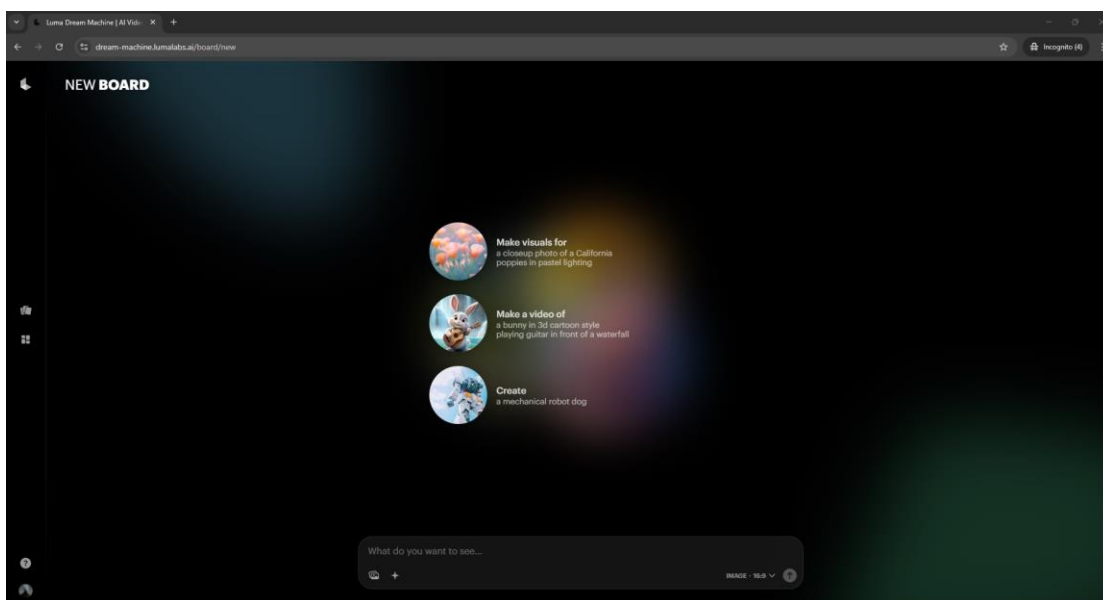 Luma Dream Machine | AI Vide
dream-machine.lumalabs.ai/board/new
Incognito (4)
NEW BOARD
Make visuals for
a closeup photo of a California
poppies in pastel lighting
Make a video of
a bunny in 3d cartoon style
playing guitar in front of a waterfall
Create
a mechanical robot dog
What do you want to see...
IMAGE · 16:9